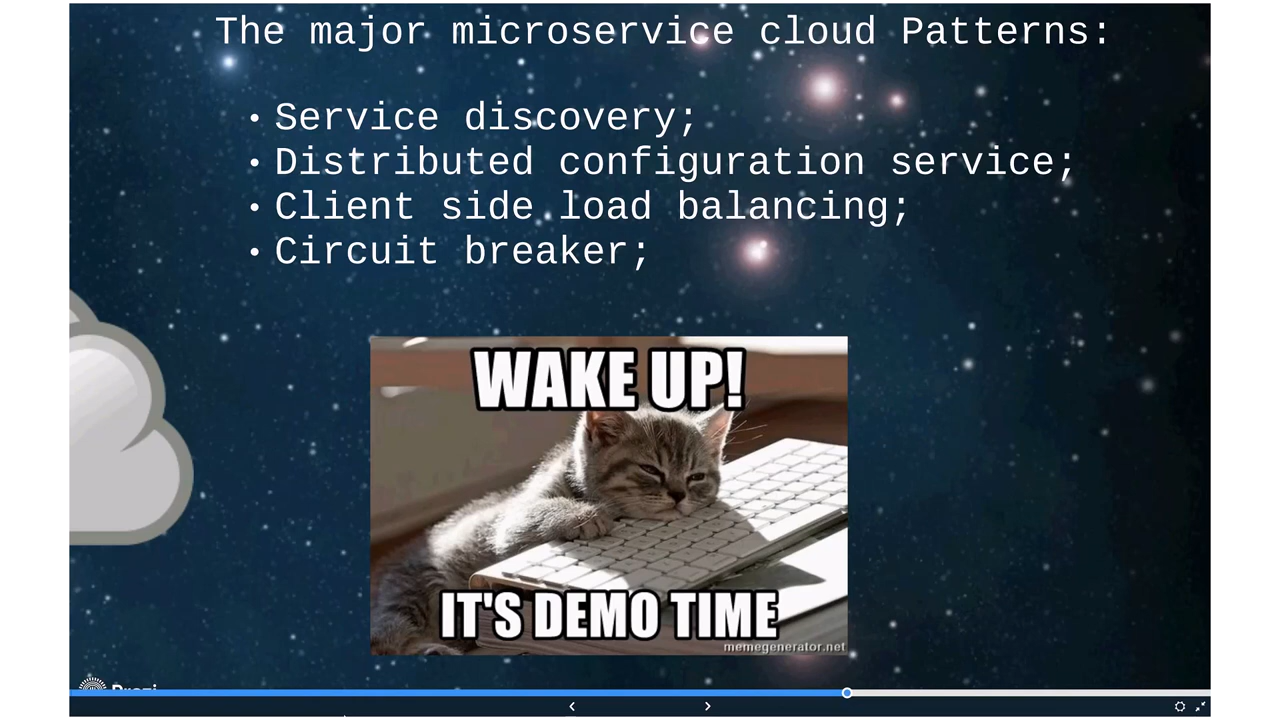 The major microservice cloud Patterns:
• Service discovery;
• Distributed configuration service;
• Client side load balancing;
• Circuit breaker;
WAKE UP!
IT'S DEMO TIME
memegenerator.net
Prezi